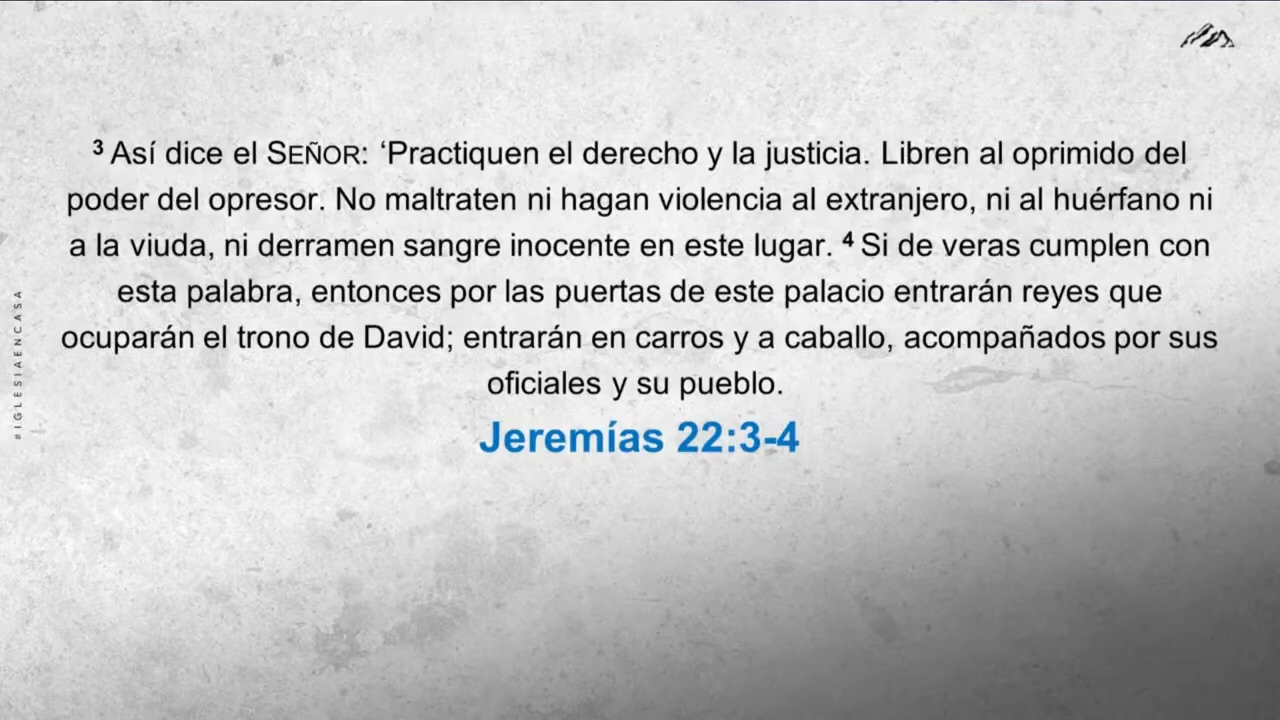 ³ Así dice el SEÑOR: ‘Practiquen el derecho y la justicia. Libren al oprimido del
poder del opresor. No maltraten ni hagan violencia al extranjero, ni al huérfano ni
a la viuda, ni derramen sangre inocente en este lugar. ⁴ Si de veras cumplen con
esta palabra, entonces por las puertas de este palacio entrarán reyes que
ocuparán el trono de David; entrarán en carros y a caballo, acompañados por sus
oficiales y su pueblo.
Jeremías 22:3-4
#IGLESIAENCASA